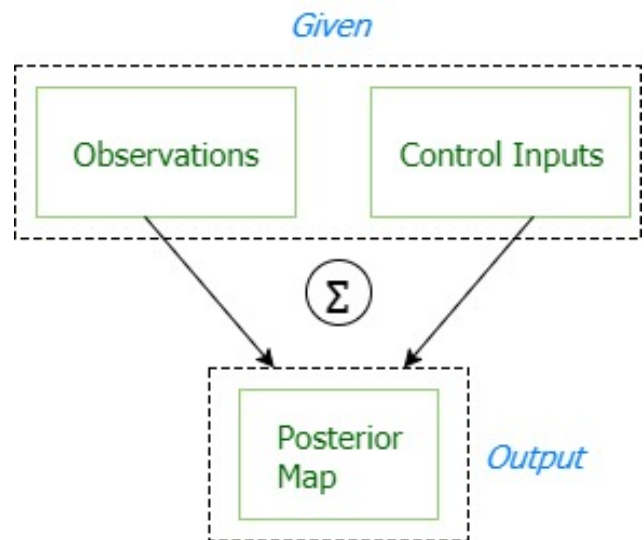 Given
Observations
Control Inputs
Σ
Posterior
Map
Output